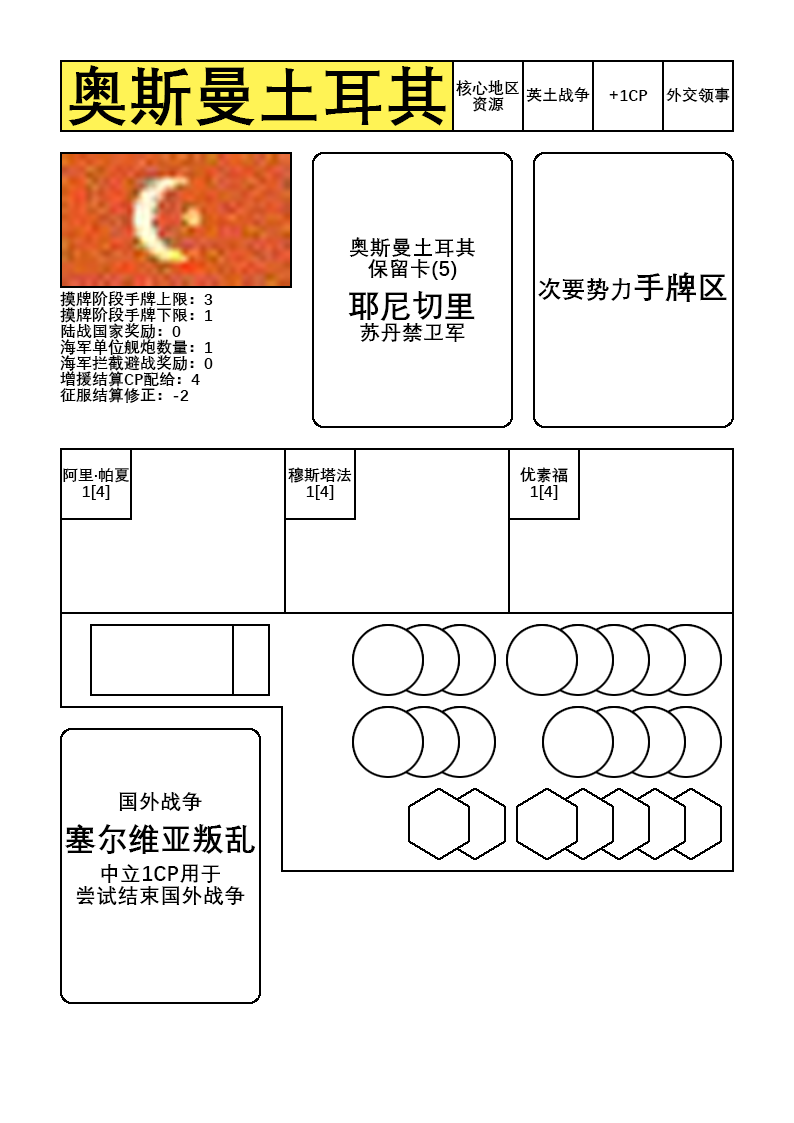 奥斯曼土耳其
核心地区
资源
英土战争
+1CP
外交领事
摸牌阶段手牌上限：3
摸牌阶段手牌下限：1
陆战国家奖励：0
海军单位舰炮数量：1
海军拦截避战奖励：0
增援结算CP配给：4
征服结算修正：-2
奥斯曼土耳其
保留卡(5)
耶尼切里
苏丹禁卫军
次要势力手牌区
阿里·帕夏
1[4]
穆斯塔法
1[4]
优素福
1[4]
国外战争
塞尔维亚叛乱
中立1CP用于
尝试结束国外战争